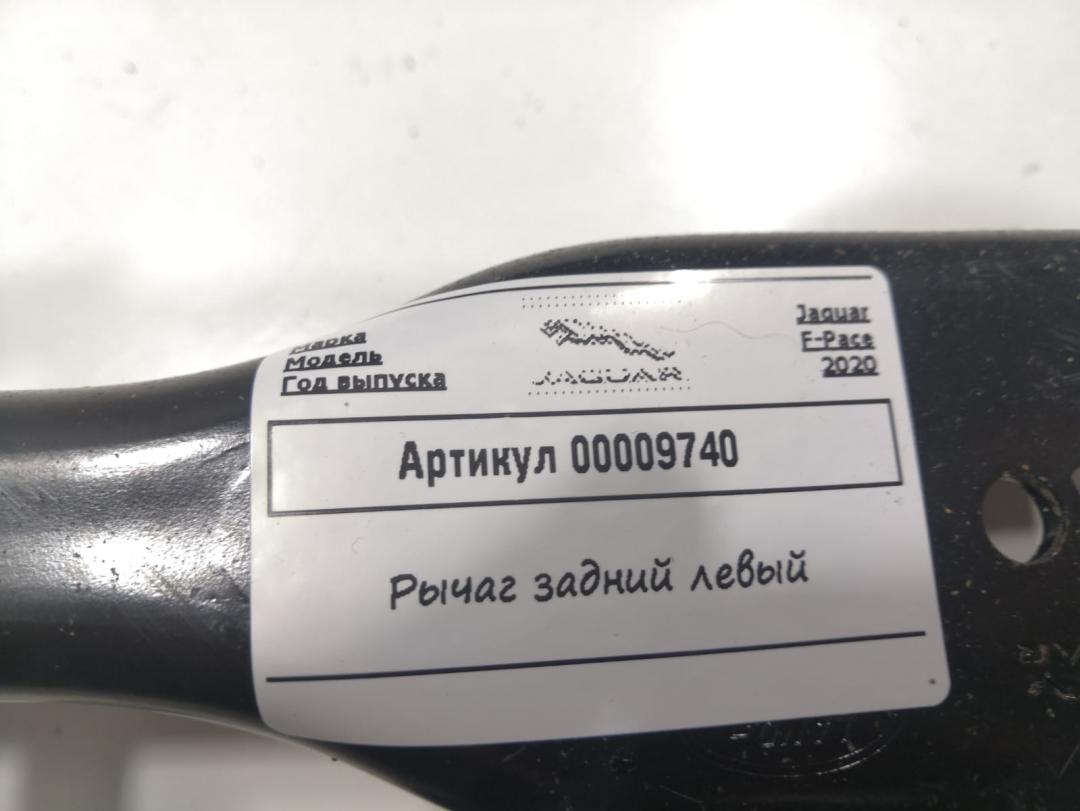 Марка Jaguar
Модель F-Pace
Год выпуска 2020
JAGUAR
Артикул 00009740
Рычаг задний левый